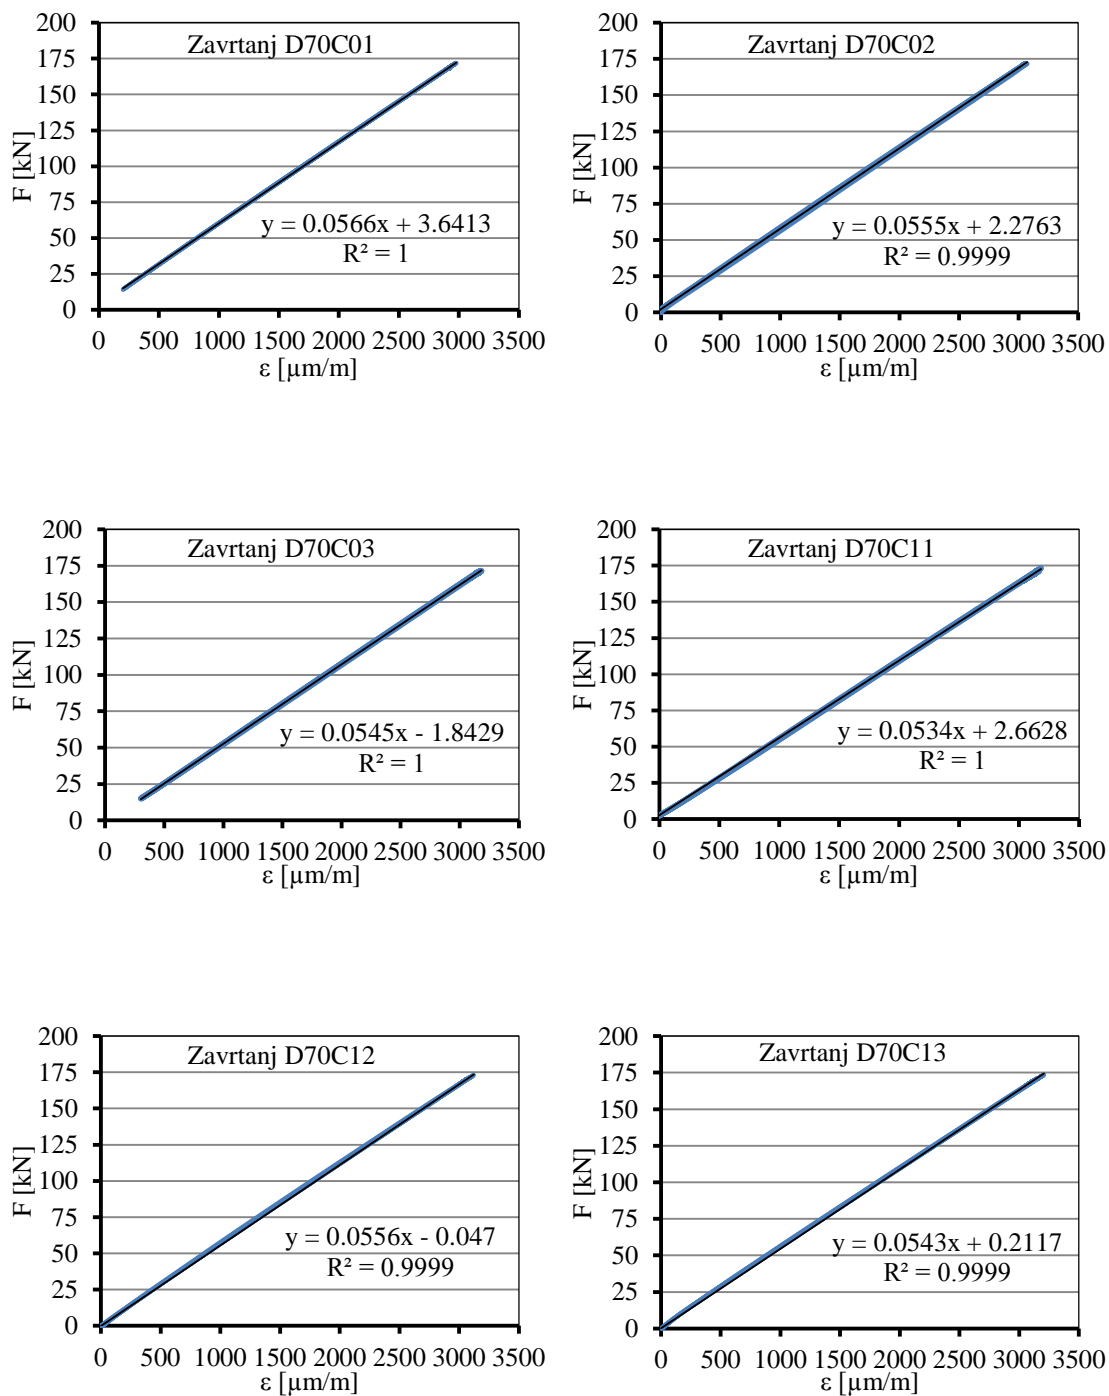 Zavrtanj D70C01
200
175
150
125
100
75
50
25
0
F [kN]
y = 0.0566x + 3.6413
R² = 1
0 500 1000 1500 2000 2500 3000 3500
ε [µm/m]
Zavrtanj D70C02
200
175
150
125
100
75
50
25
0
F [kN]
y = 0.0555x + 2.2763
R² = 0.9999
0 500 1000 1500 2000 2500 3000 3500
ε [µm/m]
Zavrtanj D70C03
200
175
150
125
100
75
50
25
0
F [kN]
y = 0.0545x - 1.8429
R² = 1
0 500 1000 1500 2000 2500 3000 3500
ε [µm/m]
Zavrtanj D70C11
200
175
150
125
100
75
50
25
0
F [kN]
y = 0.0534x + 2.6628
R² = 1
0 500 1000 1500 2000 2500 3000 3500
ε [µm/m]
Zavrtanj D70C12
200
175
150
125
100
75
50
25
0
F [kN]
y = 0.0556x - 0.047
R² = 0.9999
0 500 1000 1500 2000 2500 3000 3500
ε [µm/m]
Zavrtanj D70C13
200
175
150
125
100
75
50
25
0
F [kN]
y = 0.0543x + 0.2117
R² = 0.9999
0 500 1000 1500 2000 2500 3000 3500
ε [µm/m]